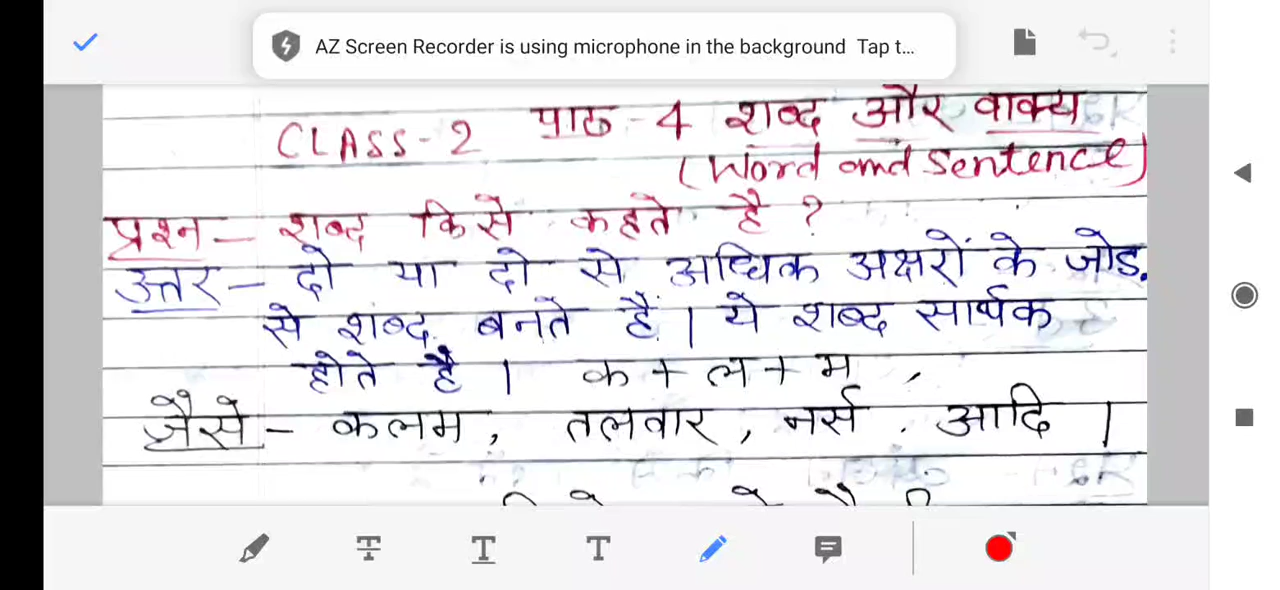 AZ Screen Recorder is using microphone in the background Tap t...
CLASS-2 पाठ-4 शब्द और वाक्य
(Word and Sentence)
प्रश्न- शब्द किसे कहते है ?
उत्तर- दो या दो से अधिक अक्षरों के जोड़
से शब्द बनते हैं। ये शब्द सार्थक
होते है । क + ल + म
जैसे- कलम, तलवार, नर्स . आदि ।